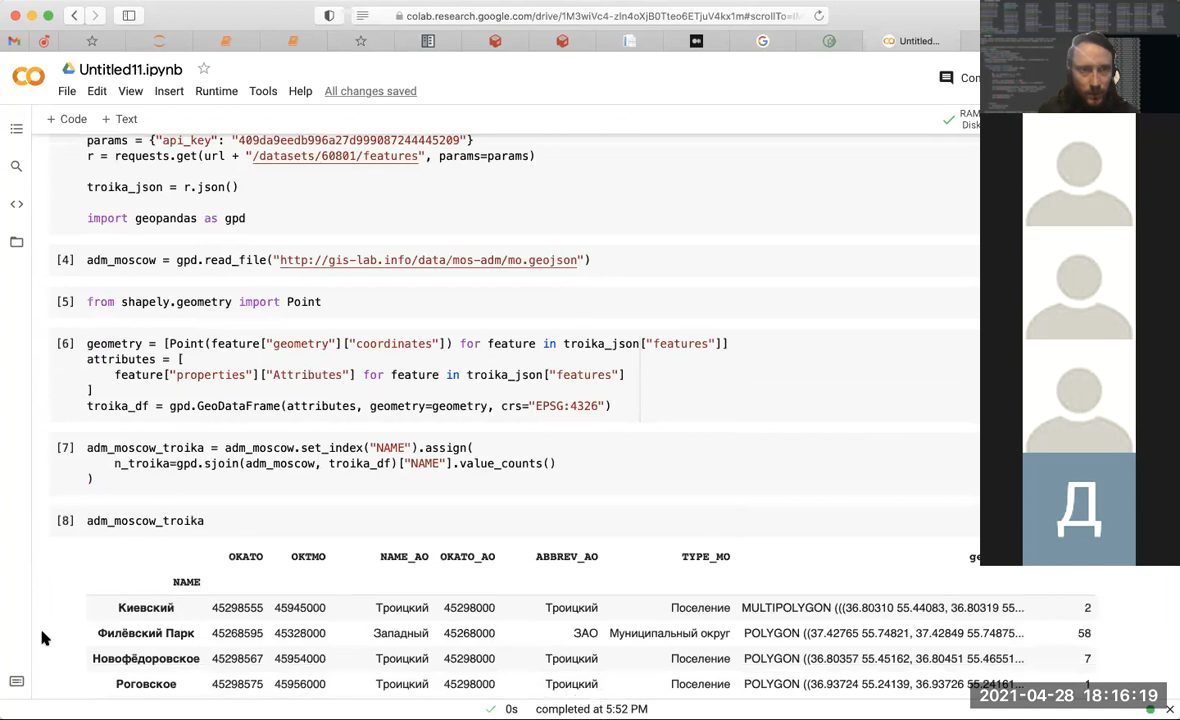 colab.research.google.com/drive/1M3wiVc4-zln4oXjB0Tteo6ETjuV4kx1m#scrollTo=
Untitled...
Untitled11.ipynb
File Edit View Insert Runtime Tools Help All changes saved
+ Code + Text
RAM
Disk
params = {"api_key": "409da9eedb996a27d999087244445209"}
r = requests.get(url + "/datasets/60801/features", params=params)
troika_json = r.json()
import geopandas as gpd
[4] adm_moscow = gpd.read_file("http://gis-lab.info/data/mos-adm/mo.geojson")
[5] from shapely.geometry import Point
[6] geometry = [Point(feature["geometry"]["coordinates"]) for feature in troika_json["features"]]
attributes = [
feature["properties"]["Attributes"] for feature in troika_json["features"]
]
troika_df = gpd.GeoDataFrame(attributes, geometry=geometry, crs="EPSG:4326")
[7] adm_moscow_troika = adm_moscow.set_index("NAME").assign(
n_troika=gpd.sjoin(adm_moscow, troika_df)["NAME"].value_counts()
)
[8] adm_moscow_troika
OKATO OKTMO NAME_AO OKATO_AO ABBREV_AO TYPE_MO
NAME
Киевский 45298555 45945000 Троицкий 45298000 Троицкий Поселение MULTIPOLYGON (((36.80310 55.44083, 36.80319 55... 2
Филёвский Парк 45268595 45328000 Западный 45268000 ЗАО Муниципальный округ POLYGON ((37.42765 55.74821, 37.42849 55.74875... 58
Новофёдоровское 45298567 45954000 Троицкий 45298000 Троицкий Поселение POLYGON ((36.80357 55.45162, 36.80451 55.46551... 7
Роговское 45298575 45956000 Троицкий 45298000 Троицкий Поселение POLYGON ((36.93724 55.24139, 36.93726 55.24161... 1
0s completed at 5:52 PM
Д
2021-04-28 18:16:19